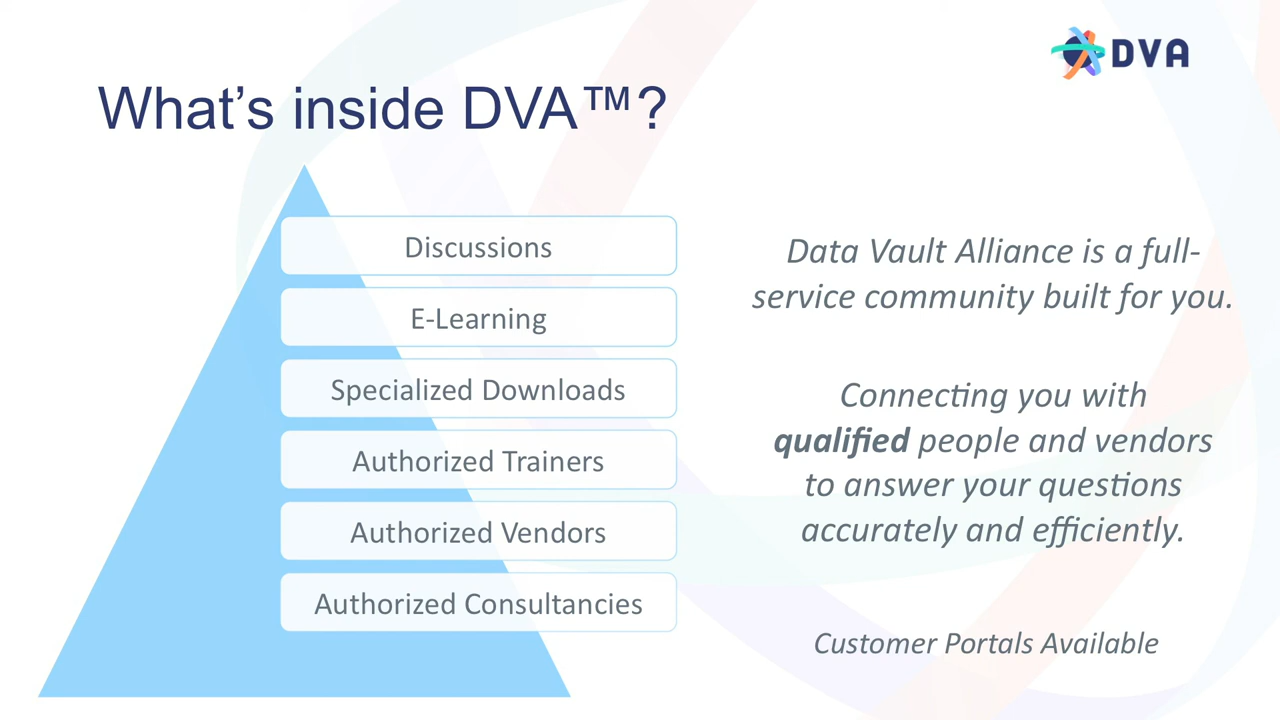 DVA
What's inside DVA™?
Discussions
E-Learning
Specialized Downloads
Authorized Trainers
Authorized Vendors
Authorized Consultancies
Data Vault Alliance is a full-
service community built for you.
Connecting you with
qualified people and vendors
to answer your questions
accurately and efficiently.
Customer Portals Available